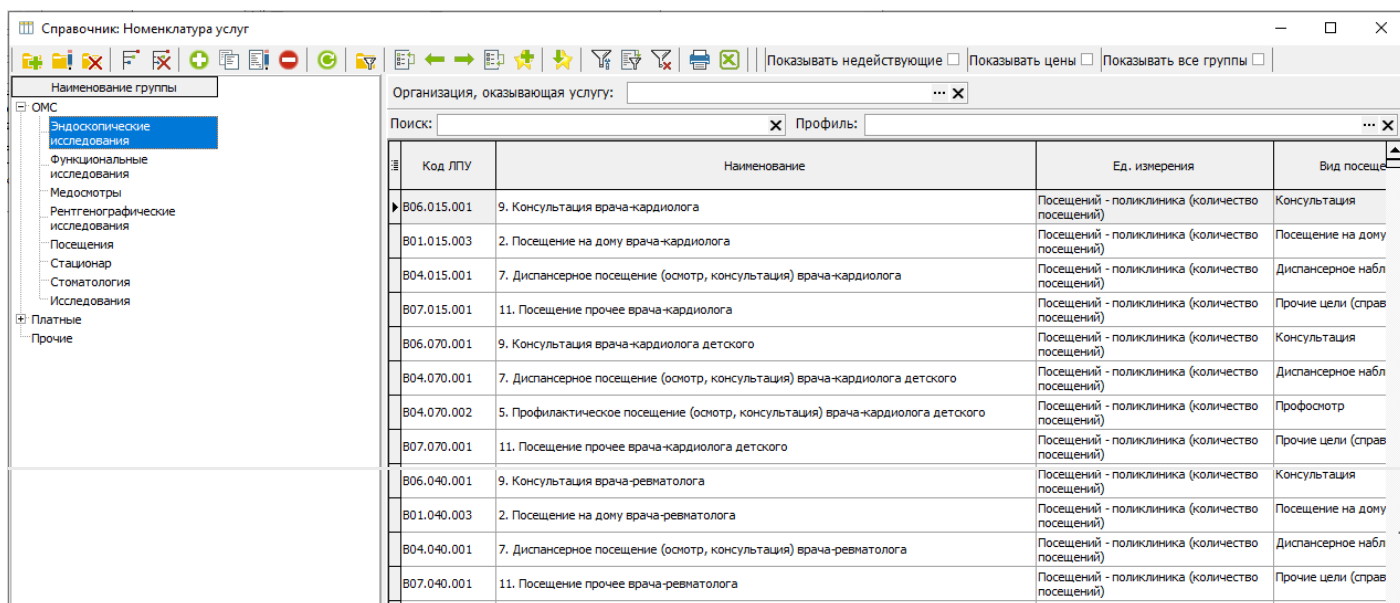 Справочник: Номенклатура услуг
Показывать недействующие Показывать цены Показывать все группы
Наименование группы
ОМС
Эндоскопические
исследования
Функциональные
исследования
Медосмотры
Рентгенографические
исследования
Посещения
Стационар
Стоматология
Исследования
Платные
Прочие
Организация, оказывающая услугу:
Поиск: Профиль:
Код ЛПУ Наименование Ед. измерения Вид посеще
B06.015.001 9. Консультация врача-кардиолога Посещений - поликлиника (количество посещений) Консультация
B01.015.003 2. Посещение на дому врача-кардиолога Посещений - поликлиника (количество посещений) Посещение на дому
B04.015.001 7. Диспансерное посещение (осмотр, консультация) врача-кардиолога Посещений - поликлиника (количество посещений) Диспансерное набл
B07.015.001 11. Посещение прочее врача-кардиолога Посещений - поликлиника (количество посещений) Прочие цели (справ
B06.070.001 9. Консультация врача-кардиолога детского Посещений - поликлиника (количество посещений) Консультация
B04.070.001 7. Диспансерное посещение (осмотр, консультация) врача-кардиолога детского Посещений - поликлиника (количество посещений) Диспансерное набл
B04.070.002 5. Профилактическое посещение (осмотр, консультация) врача-кардиолога детского Посещений - поликлиника (количество посещений) Профосмотр
B07.070.001 11. Посещение прочее врача-кардиолога детского Посещений - поликлиника (количество посещений) Прочие цели (справ
B06.040.001 9. Консультация врача-ревматолога Посещений - поликлиника (количество посещений) Консультация
B01.040.003 2. Посещение на дому врача-ревматолога Посещений - поликлиника (количество посещений) Посещение на дому
B04.040.001 7. Диспансерное посещение (осмотр, консультация) врача-ревматолога Посещений - поликлиника (количество посещений) Диспансерное набл
B07.040.001 11. Посещение прочее врача-ревматолога Посещений - поликлиника (количество посещений) Прочие цели (справ